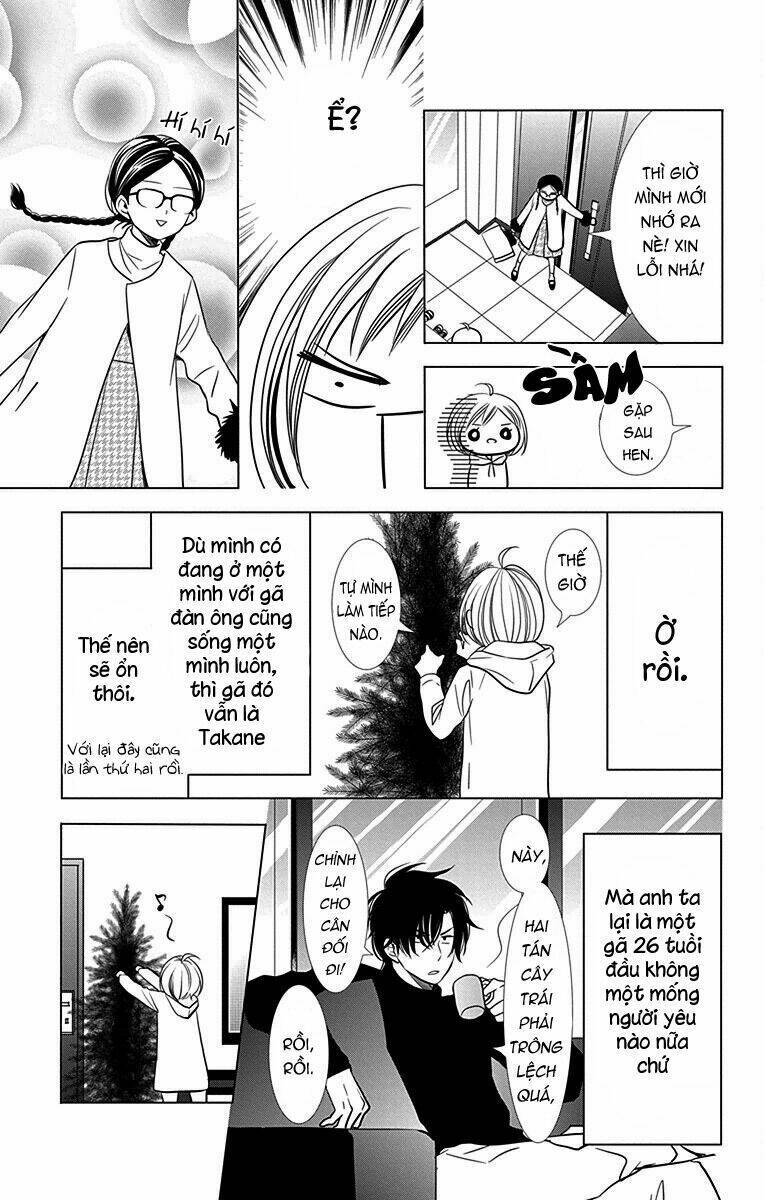 THÌ GIỜ
MÌNH MỚI
NHỚ RA
NÈ! XIN
LỖI NHÁ!
Ể?
Hí hí hí
SẦM
GẶP
SAU
HEN.
Ờ
rồi.
THẾ
GIỜ
TỰ MÌNH
LÀM TIẾP
NÀO.
Dù mình có
đang ở một
mình với gã
đàn ông cũng
sống một
mình luôn,
thì gã đó
vẫn là
Takane
Thế nên
sẽ ổn
thôi.
Với lại đây cũng
là lần thứ hai rồi.
Mà anh ta
lại là một
gã 26 tuổi
đầu không
một mống
người yêu
nào nữa
chứ
NÀY,
HAI
TÁN
CÂY
TRÁI
PHẢI
TRÔNG
LỆCH
QUÁ,
CHỈNH
LẠI
CHO
CÂN
ĐỐI
ĐI!
RỒI,
RỒI.